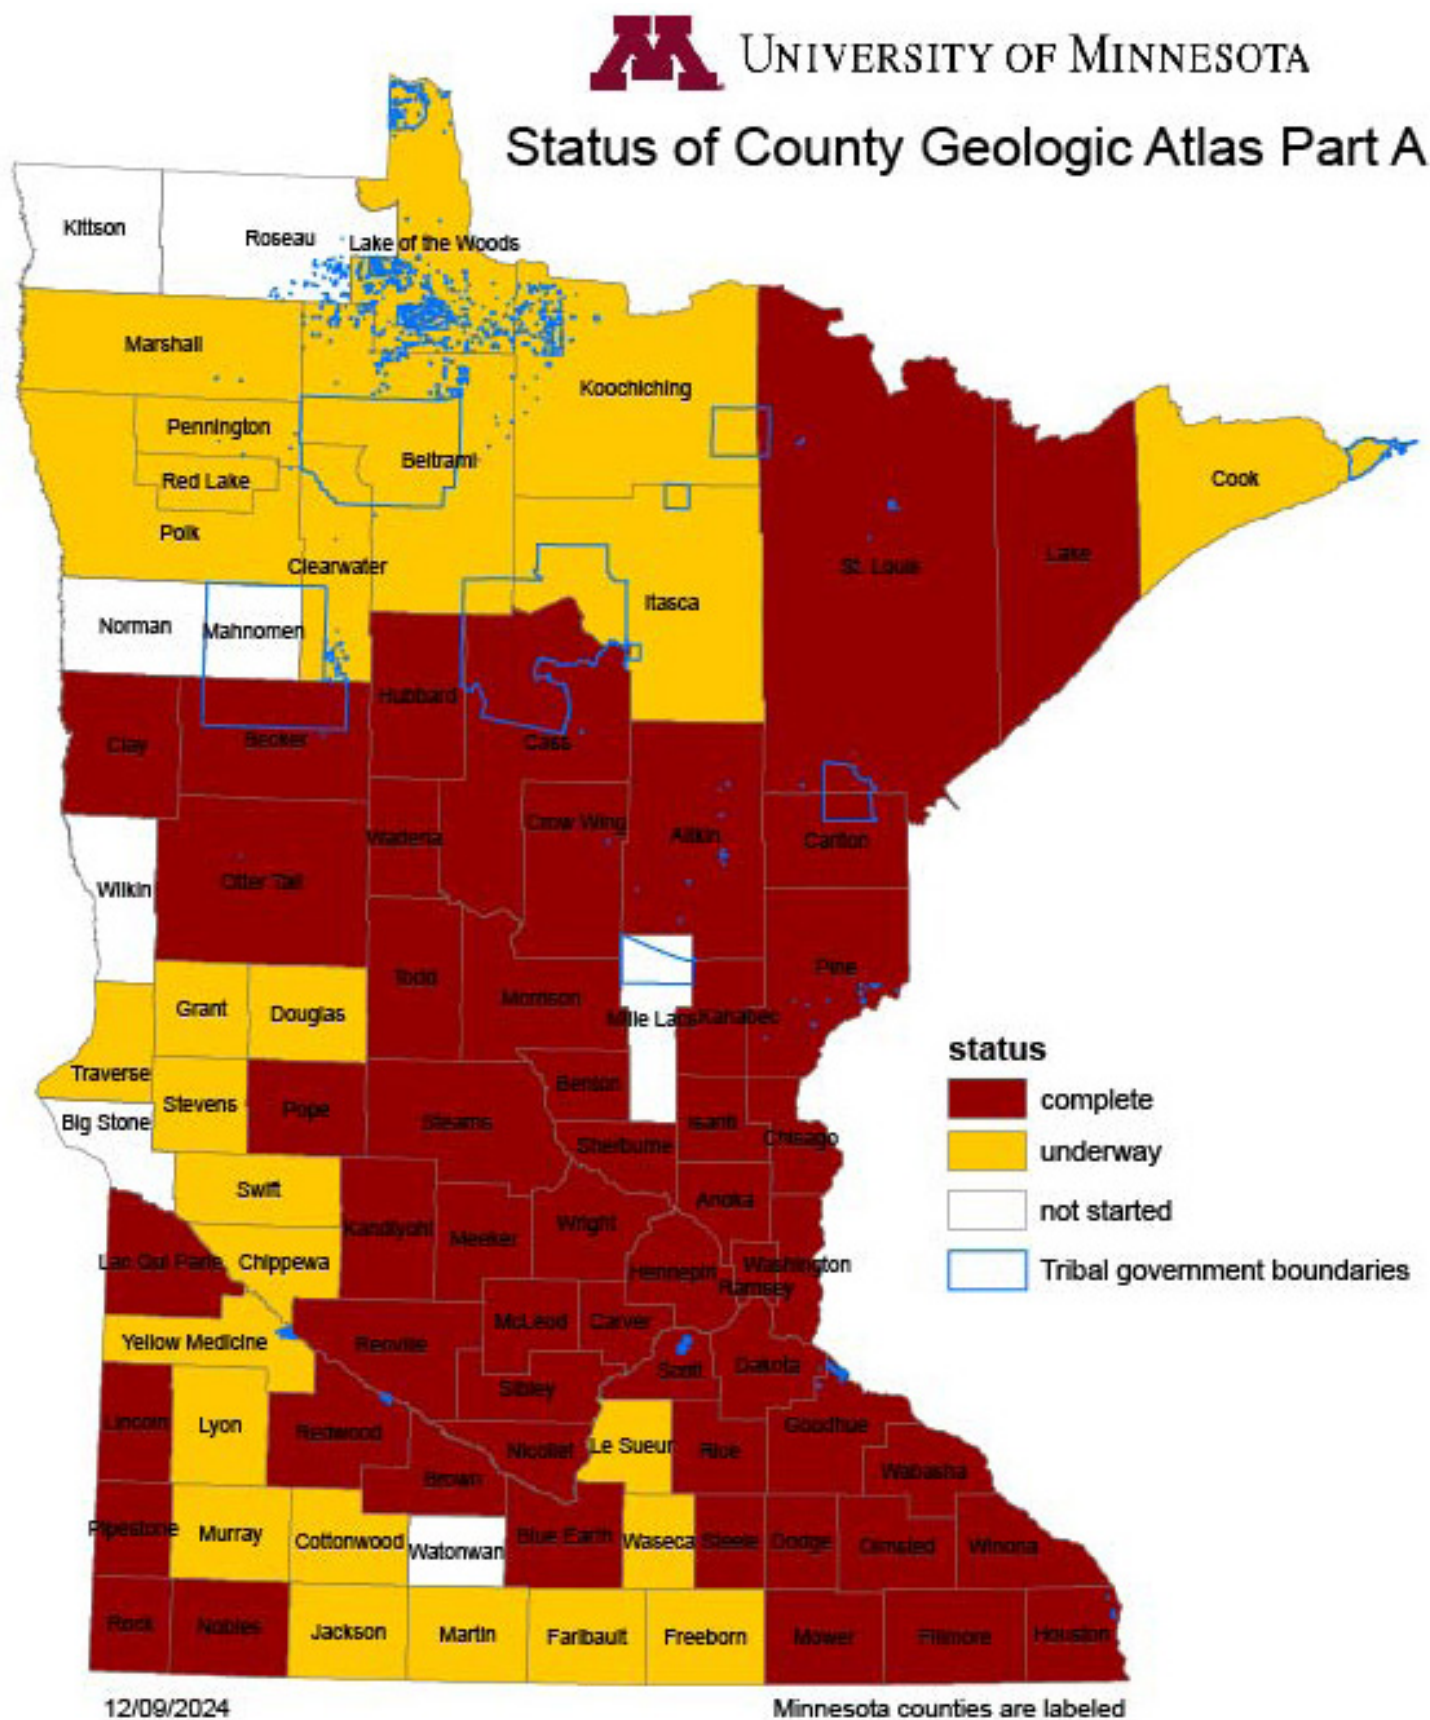 M UNIVERSITY OF MINNESOTA
Status of County Geologic Atlas Part A
Kittson
Roseau
Lake of the Woods
Marshall
Koochiching
Pennington
Beltrami
Red Lake
Cook
Polk
Clearwater
St. Louis
Lake
Itasca
Norman
Mahnomen
Hubbard
Clay
Becker
Cass
Wadena
Crow Wing
Aitkin
Carlton
Otter Tail
Wilkin
Todd
Pine
Morrison
Grant
Douglas
Mille Lacs
Kanabec
Traverse
Stevens
Pope
Stearns
Benton
Big Stone
Isanti
Sherburne
Chisago
Swift
Anoka
Kandiyohi
Meeker
Wright
Lac Qui Parle
Chippewa
Hennepin
Washington
Ramsey
McLeod
Carver
Yellow Medicine
Renville
Scott
Dakota
Sibley
Lincoln
Lyon
Redwood
Nicollet
Le Sueur
Rice
Goodhue
Brown
Wabasha
Pipestone
Murray
Cottonwood
Watonwan
Blue Earth
Waseca
Steele
Dodge
Olmsted
Winona
Rock
Nobles
Jackson
Martin
Faribault
Freeborn
Mower
Fillmore
Houston
status
complete
underway
not started
Tribal government boundaries
12/09/2024
Minnesota counties are labeled